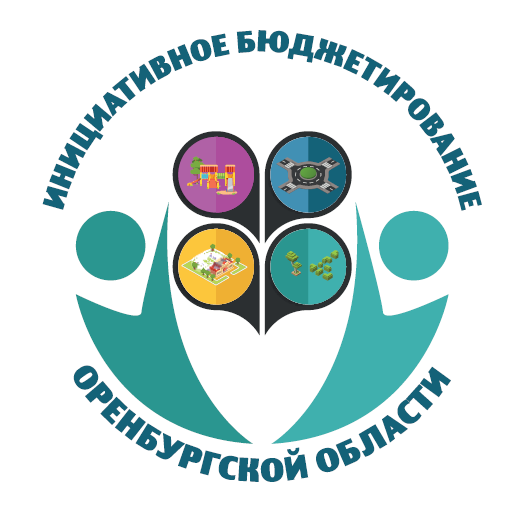 ИНИЦИАТИВНОЕ БЮДЖЕТИРОВАНИЕ
ОРЕНБУРГСКОЙ ОБЛАСТИ